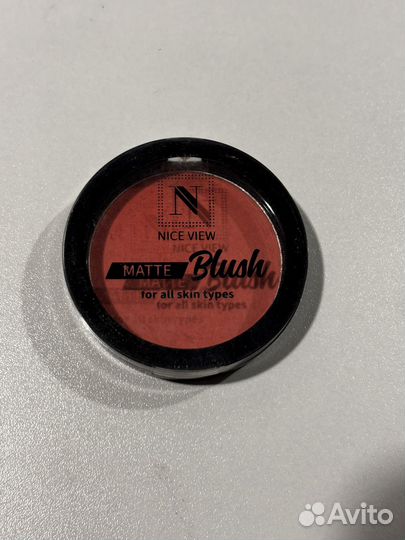 N
NICE VIEW
MATTE Blush
for all skin types
Avito